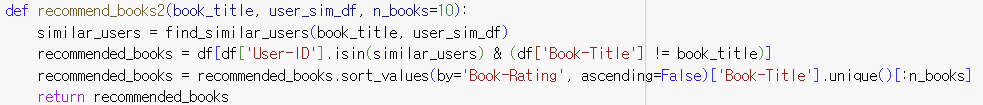 def recommend_books2(book_title, user_sim_df, n_books=10):
    similar_users = find_similar_users(book_title, user_sim_df)
    recommended_books = df[df['User-ID'].isin(similar_users) & (df['Book-Title'] != book_title)]
    recommended_books = recommended_books.sort_values(by='Book-Rating', ascending=False)['Book-Title'].unique()[:n_books]
    return recommended_books